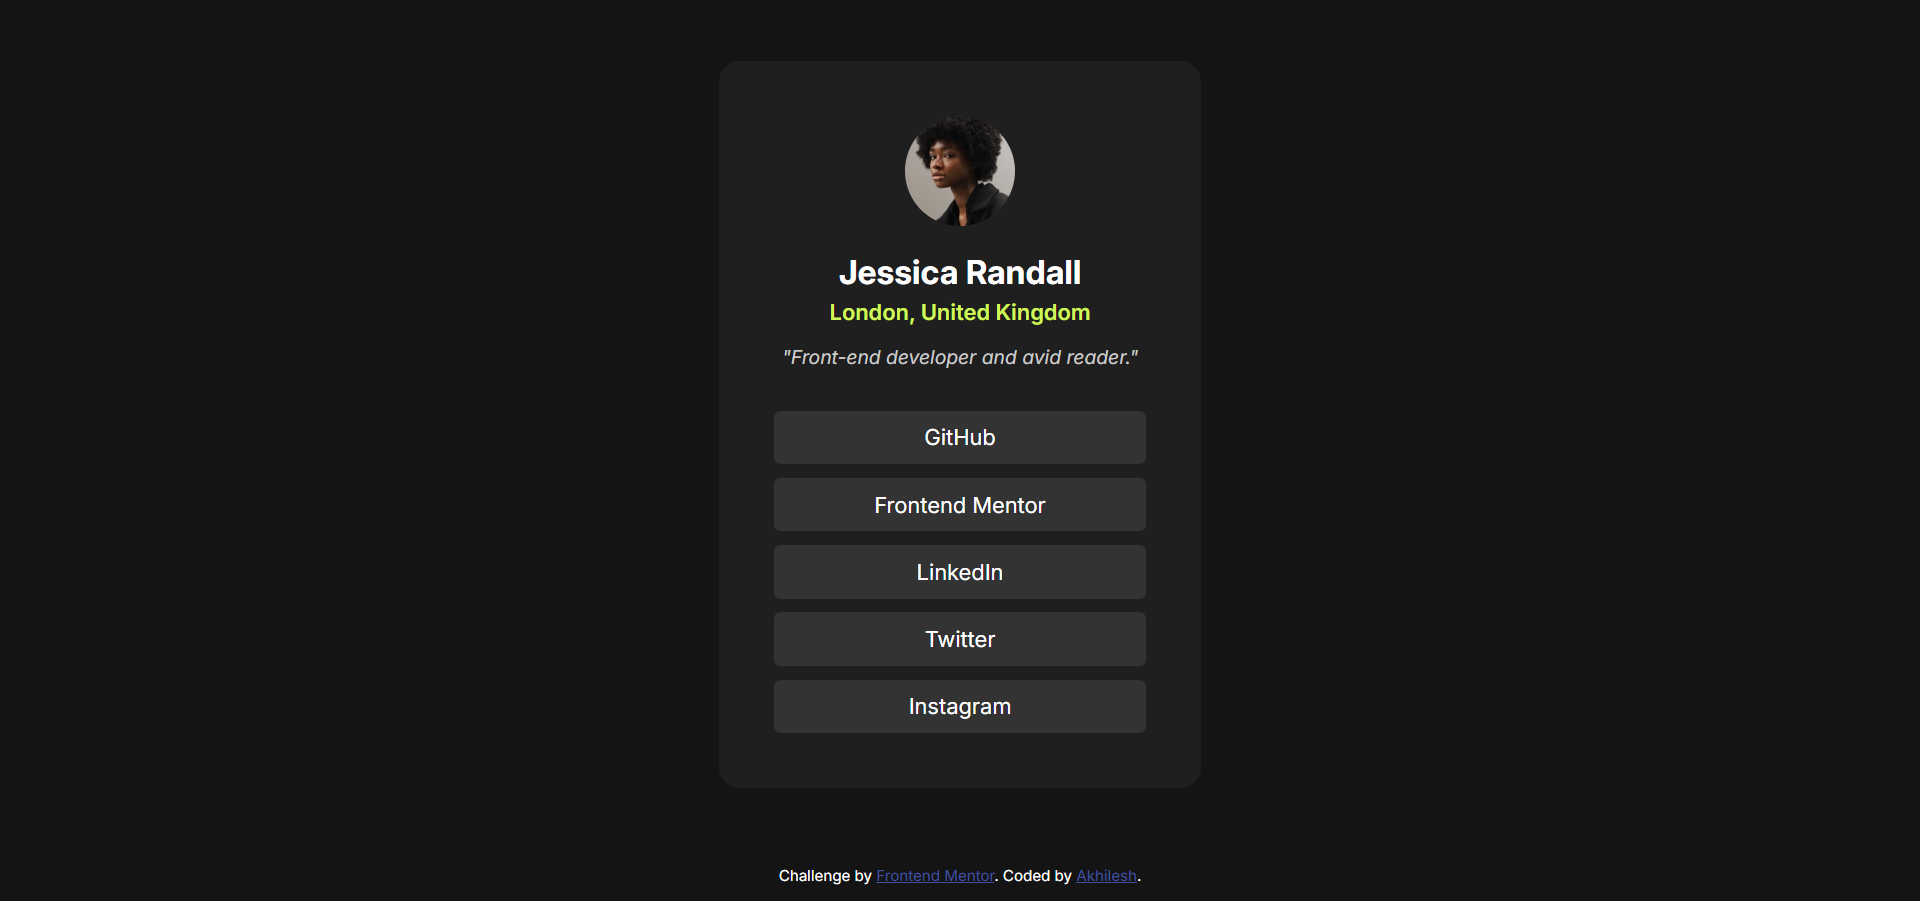 Jessica Randall
London, United Kingdom
"Front-end developer and avid reader."
GitHub
Frontend Mentor
LinkedIn
Twitter
Instagram
Challenge by Frontend Mentor. Coded by Akhilesh.